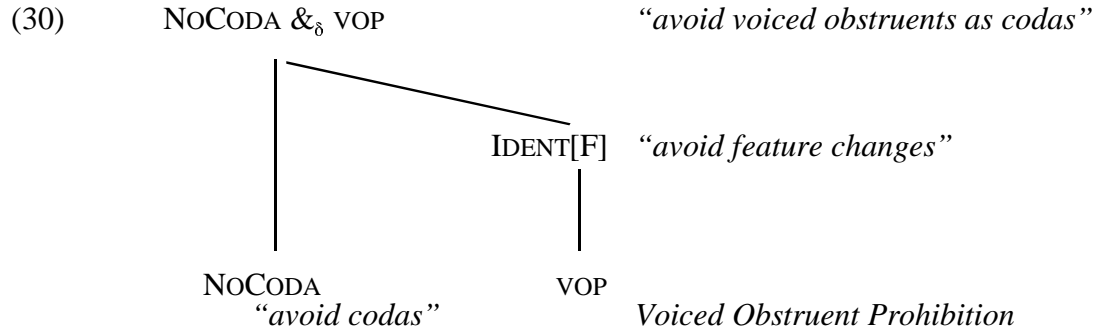 (30) NOCODA &δ VOP “avoid voiced obstruents as codas”
IDENT[F] “avoid feature changes”
NOCODA VOP
“avoid codas” Voiced Obstruent Prohibition